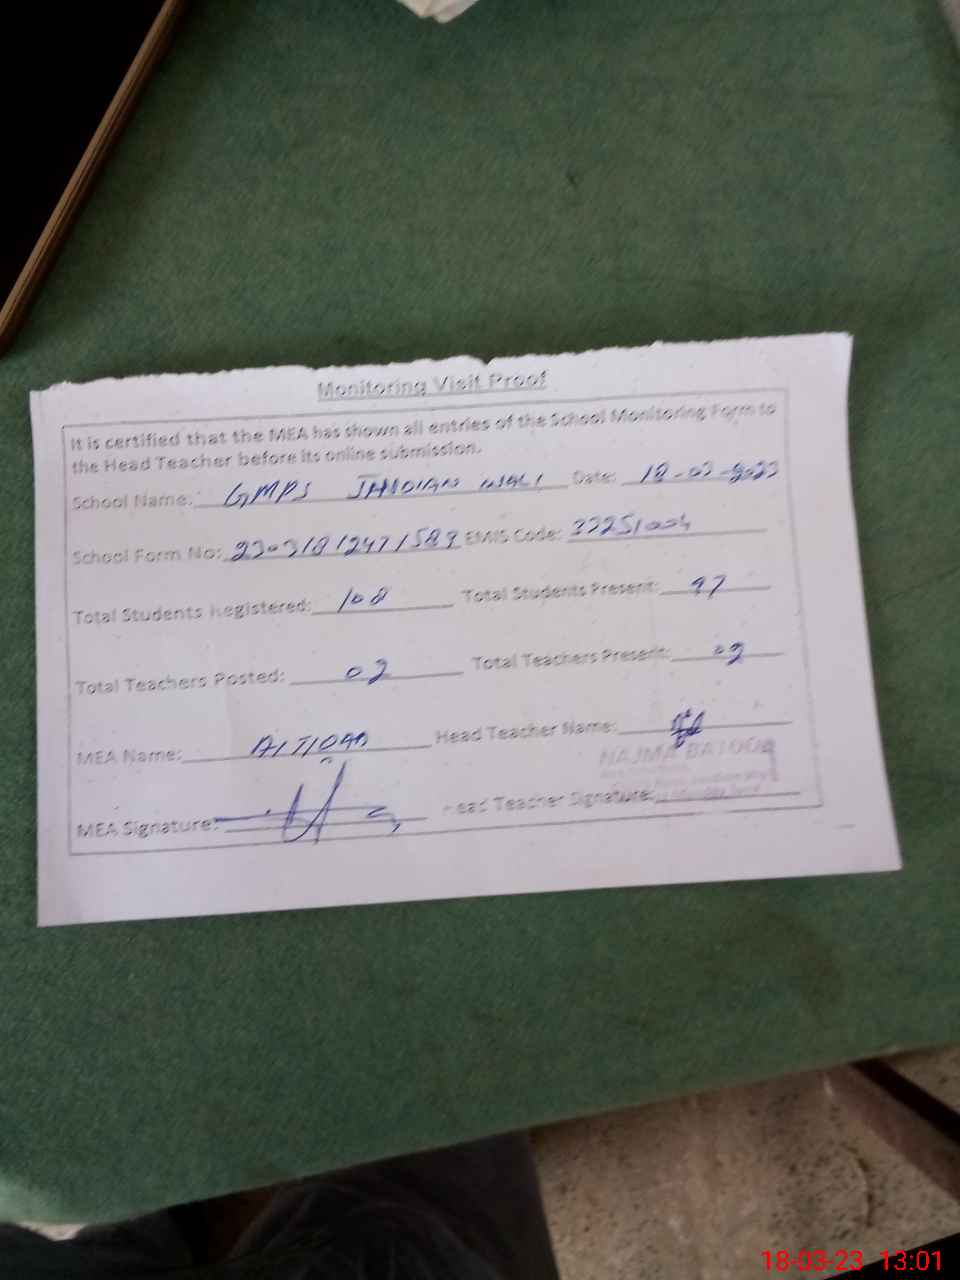 Monitoring Visit Proof
It is certified that the MEA has shown all entries of the School Monitoring Form to
the Head Teacher before its online submission.
School Name: GMPS JANDIAN WALI Date: 18-03-2023
School Form No: 23031812471589 EMIS Code: 33251004
Total Students Registered: 108 Total Students Present: 97
Total Teachers Posted: 02 Total Teachers Present: 02
MEA Name: Head Teacher Name:
NAJMA BATOOL
MEA Signature: Head Teacher Signature:
18-03-23 13:01